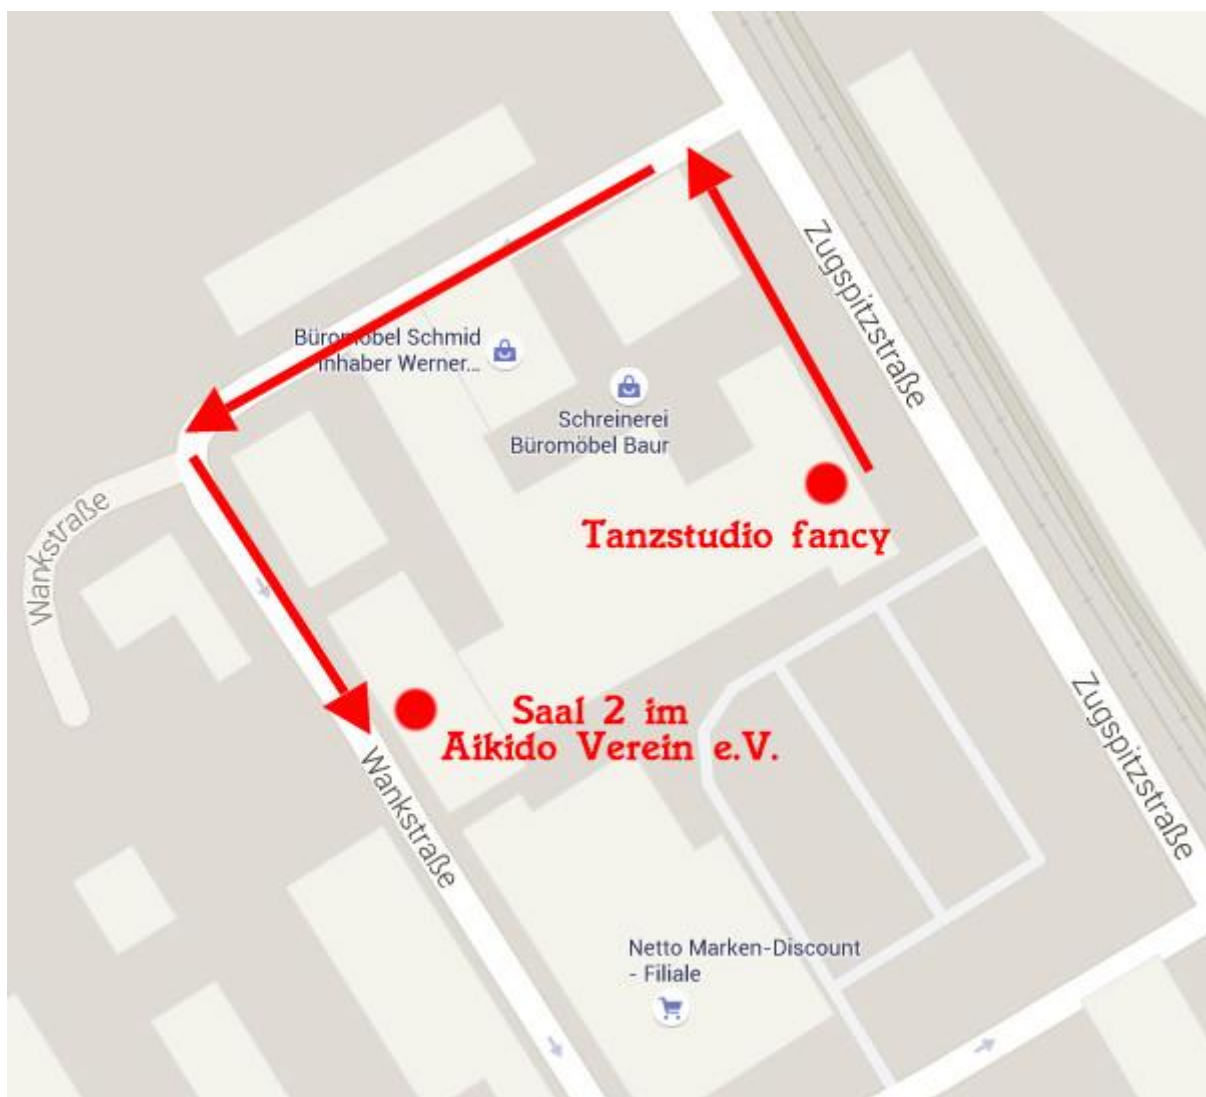 Zugspitzstraße
Büromöbel Schmid
Inhaber Werner...
Schreinerei
Büromöbel Baur
Wankstraße
Tanzstudio fancy
Saal 2 im
Aikido Verein e.V.
Zugspitzstraße
Wankstraße
Netto Marken-Discount
- Filiale